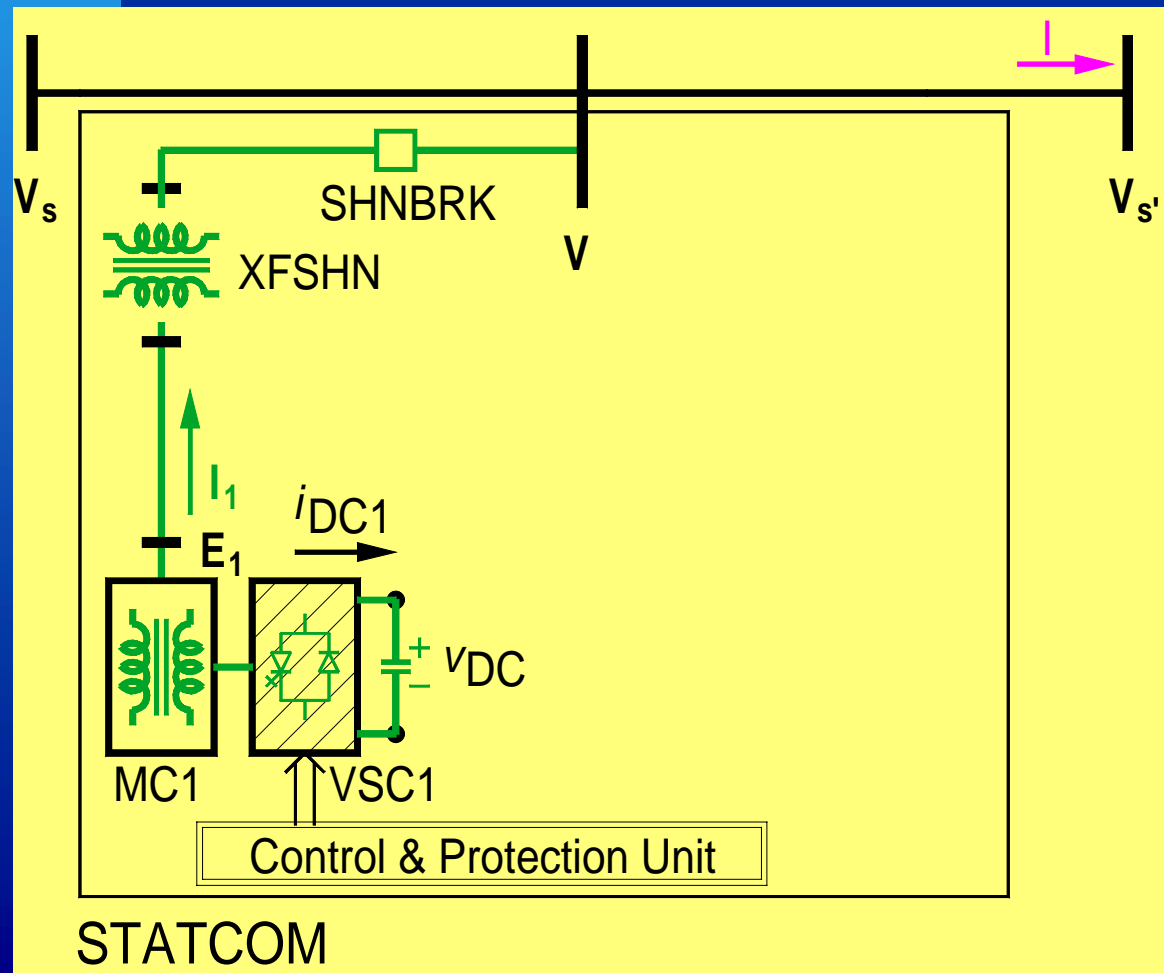 I
Vs
SHNBRK
V
Vs'
XFSHN
I1
iDC1
E1
+
vDC
–
MC1
VSC1
Control & Protection Unit
STATCOM